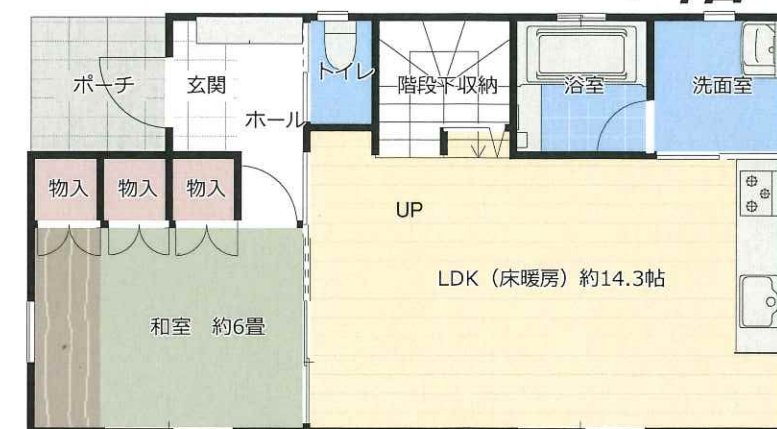 ポーチ
玄関
ホール
トイレ
階段下収納
浴室
洗面室
物入
物入
物入
UP
LDK（床暖房）約14.3帖
和室 約6畳